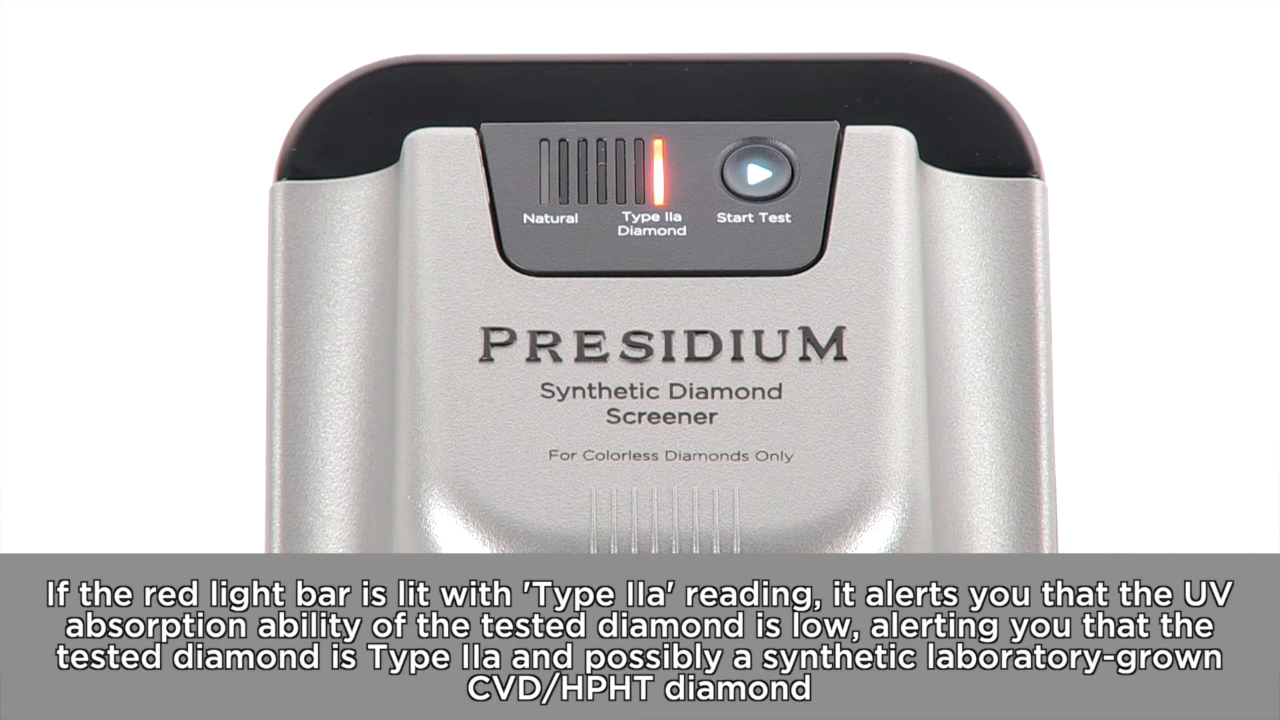 Natural
Type IIa
Diamond
Start Test
PRESIDIUM
Synthetic Diamond
Screener
For Colorless Diamonds Only
If the red light bar is lit with 'Type IIa' reading, it alerts you that the UV
absorption ability of the tested diamond is low, alerting you that the
tested diamond is Type IIa and possibly a synthetic laboratory-grown
CVD/HPHT diamond